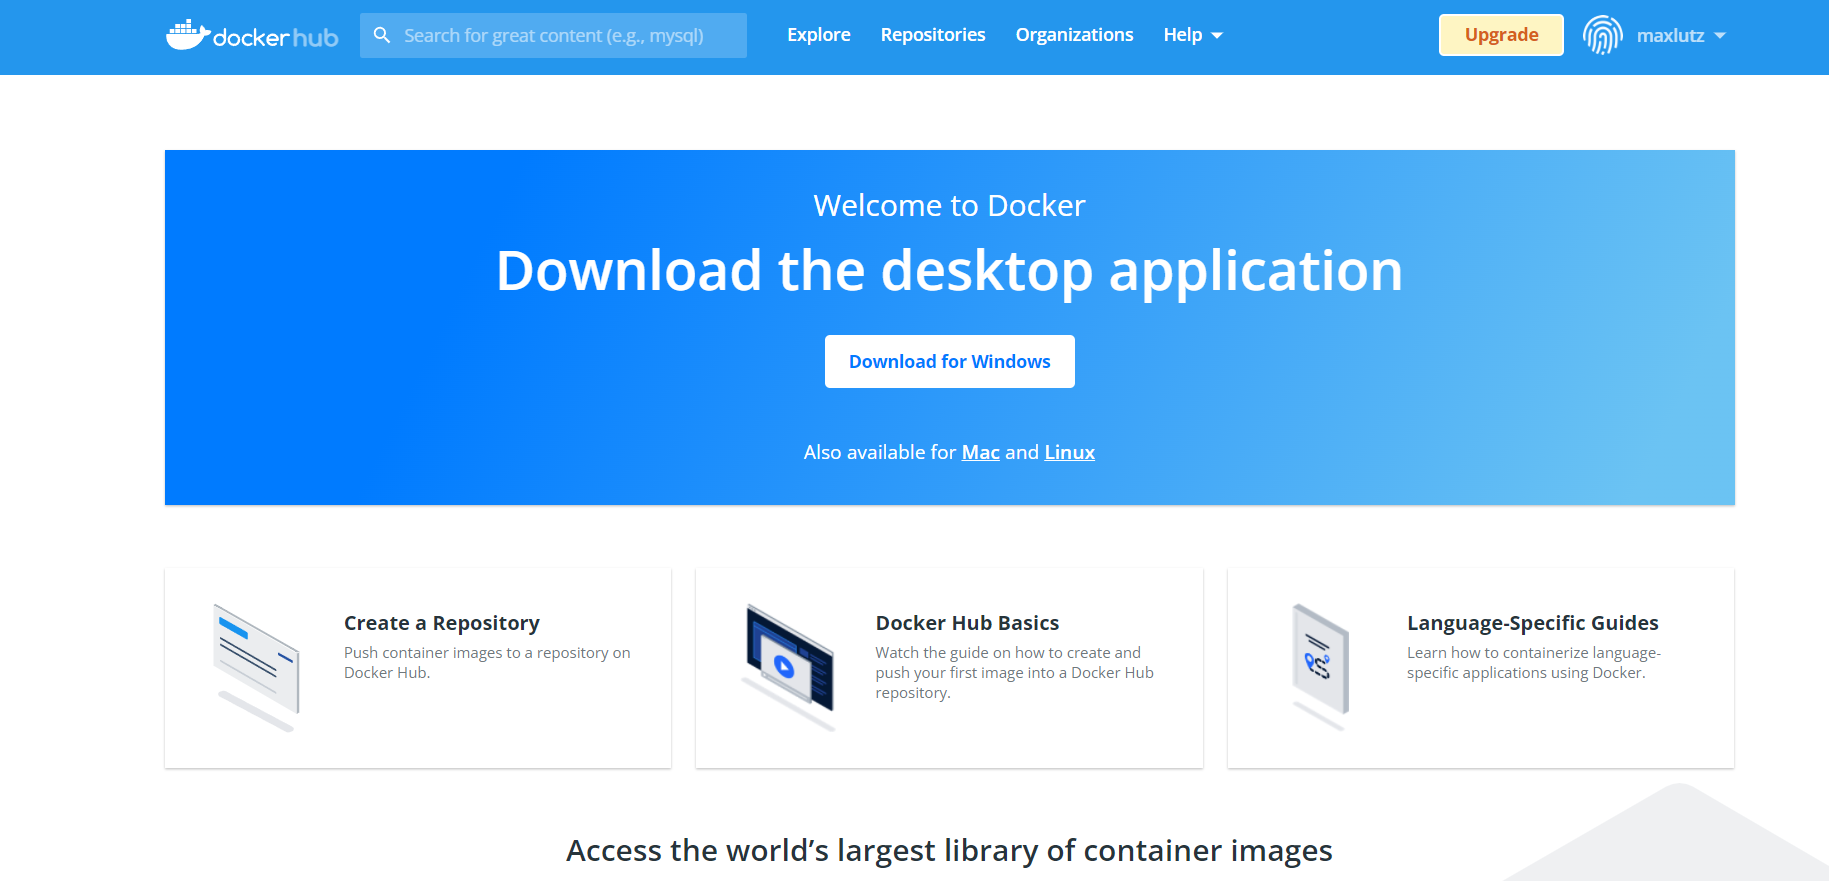 docker hub
Search for great content (e.g., mysql)
Explore
Repositories
Organizations
Help
Upgrade
maxlutz
Welcome to Docker
Download the desktop application
Download for Windows
Also available for Mac and Linux
Create a Repository
Push container images to a repository on
Docker Hub.
Docker Hub Basics
Watch the guide on how to create and
push your first image into a Docker Hub
repository.
Language-Specific Guides
Learn how to containerize language-
specific applications using Docker.
Access the world’s largest library of container images